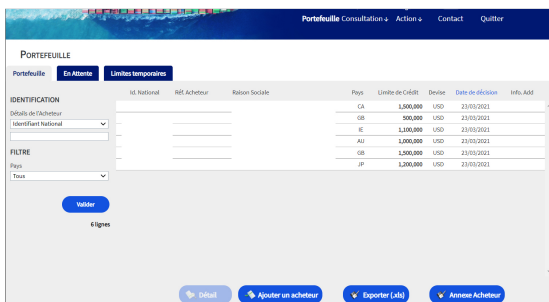 Portefeuille Consultation↓ Action↓ Contact Quitter
PORTEFEUILLE
Portefeuille En Attente Limites temporaires
Id. National Réf. Acheteur Raison Sociale Pays Limite de Crédit Devise Date de décision Info. Add
IDENTIFICATION
Détails de l'Acheteur
Identifiant National
FILTRE
Pays
Tous
Valider
6 lignes
CA 1,500,000 USD 23/03/2021
GB 500,000 USD 23/03/2021
IE 1,100,000 USD 23/03/2021
AU 1,000,000 USD 23/03/2021
GB 1,500,000 USD 23/03/2021
JP 1,200,000 USD 23/03/2021
Détail Ajouter un acheteur Exporter (.xls) Annexe Acheteur